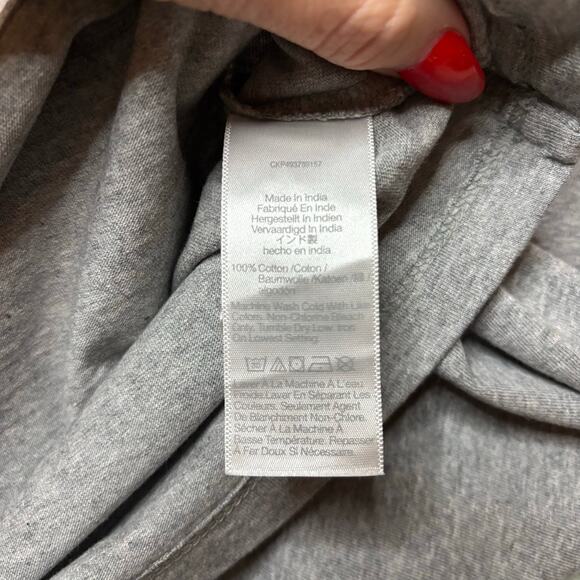 CKP493789157
Made In India
Fabriqué En Inde
Hergestellt In Indien
Vervaardigd In India
インド製
hecho en india
100% Cotton /Coton /
Baumwolle /Katoen /綿 /
algodón
Machine Wash Cold With Like
Colors. Non-Chlorine Bleach
Only. Tumble Dry Low. Iron
On Lowest Setting.
Laver À La Machine À L'eau
Froide.Laver En Séparant Les
Couleurs. Seulement Agent
De Blanchiment Non-Chlore.
Sécher À La Machine À
Basse Température. Repasser
À Fer Doux Si Nécessaire.